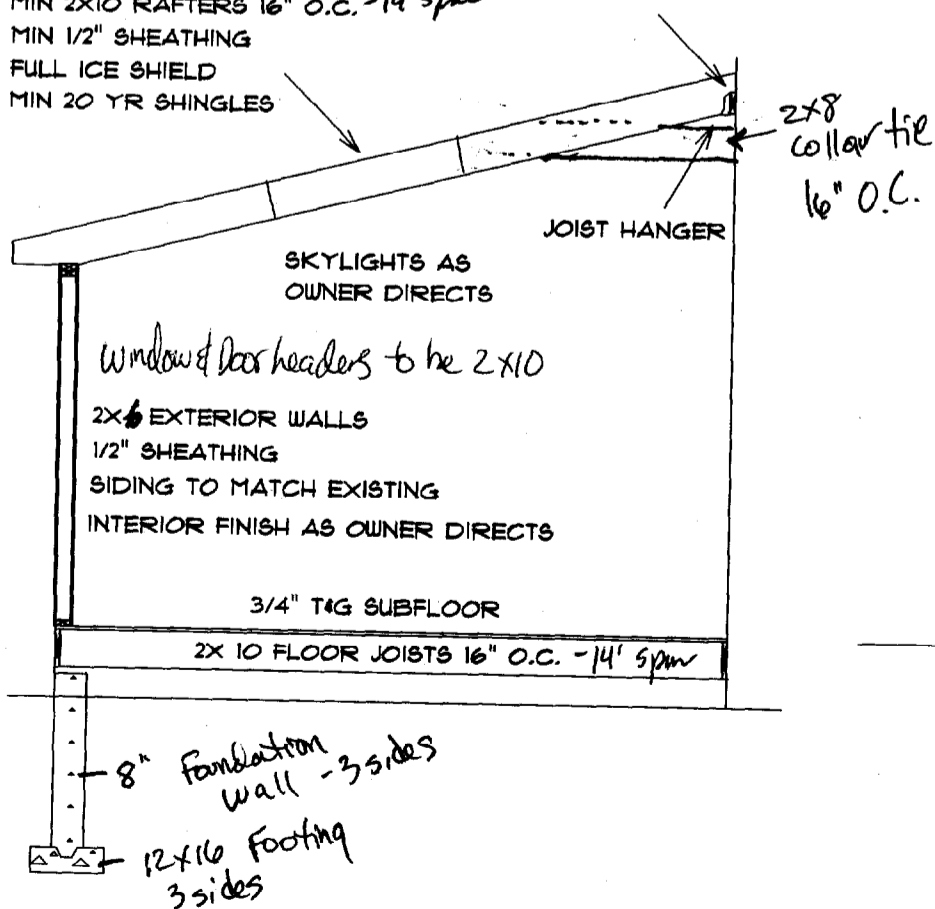 MIN 2X10 RAFTERS 16" O.C. - 14' span
MIN 1/2" SHEATHING
FULL ICE SHIELD
MIN 20 YR SHINGLES
2x8
collar tie
16" O.C.
JOIST HANGER
SKYLIGHTS AS
OWNER DIRECTS
Window & Door headers to be 2x10
2X6 EXTERIOR WALLS
1/2" SHEATHING
SIDING TO MATCH EXISTING
INTERIOR FINISH AS OWNER DIRECTS
3/4" T&G SUBFLOOR
2X 10 FLOOR JOISTS 16" O.C. - 14' span
8" Foundation
wall - 3 sides
12x16 Footing
3 sides